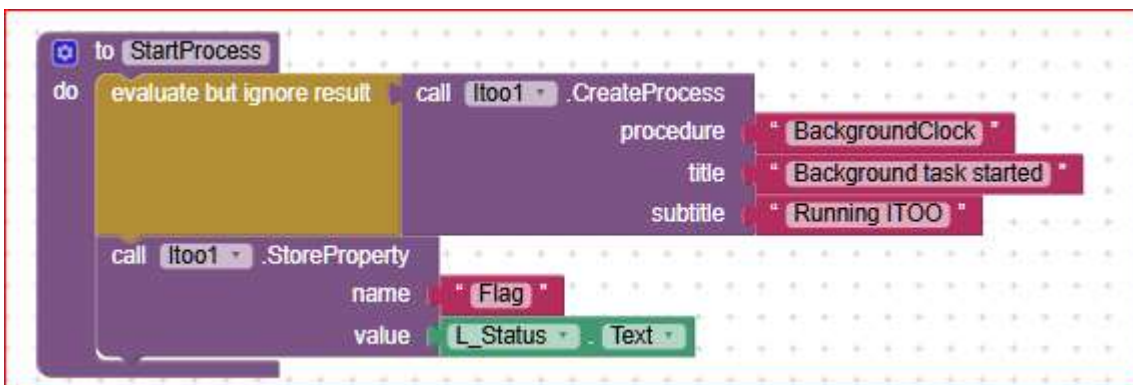 to StartProcess
do evaluate but ignore result call Itoo1 .CreateProcess
procedure " BackgroundClock "
title " Background task started "
subtitle " Running ITOO "
call Itoo1 .StoreProperty
name " Flag "
value L_Status . Text